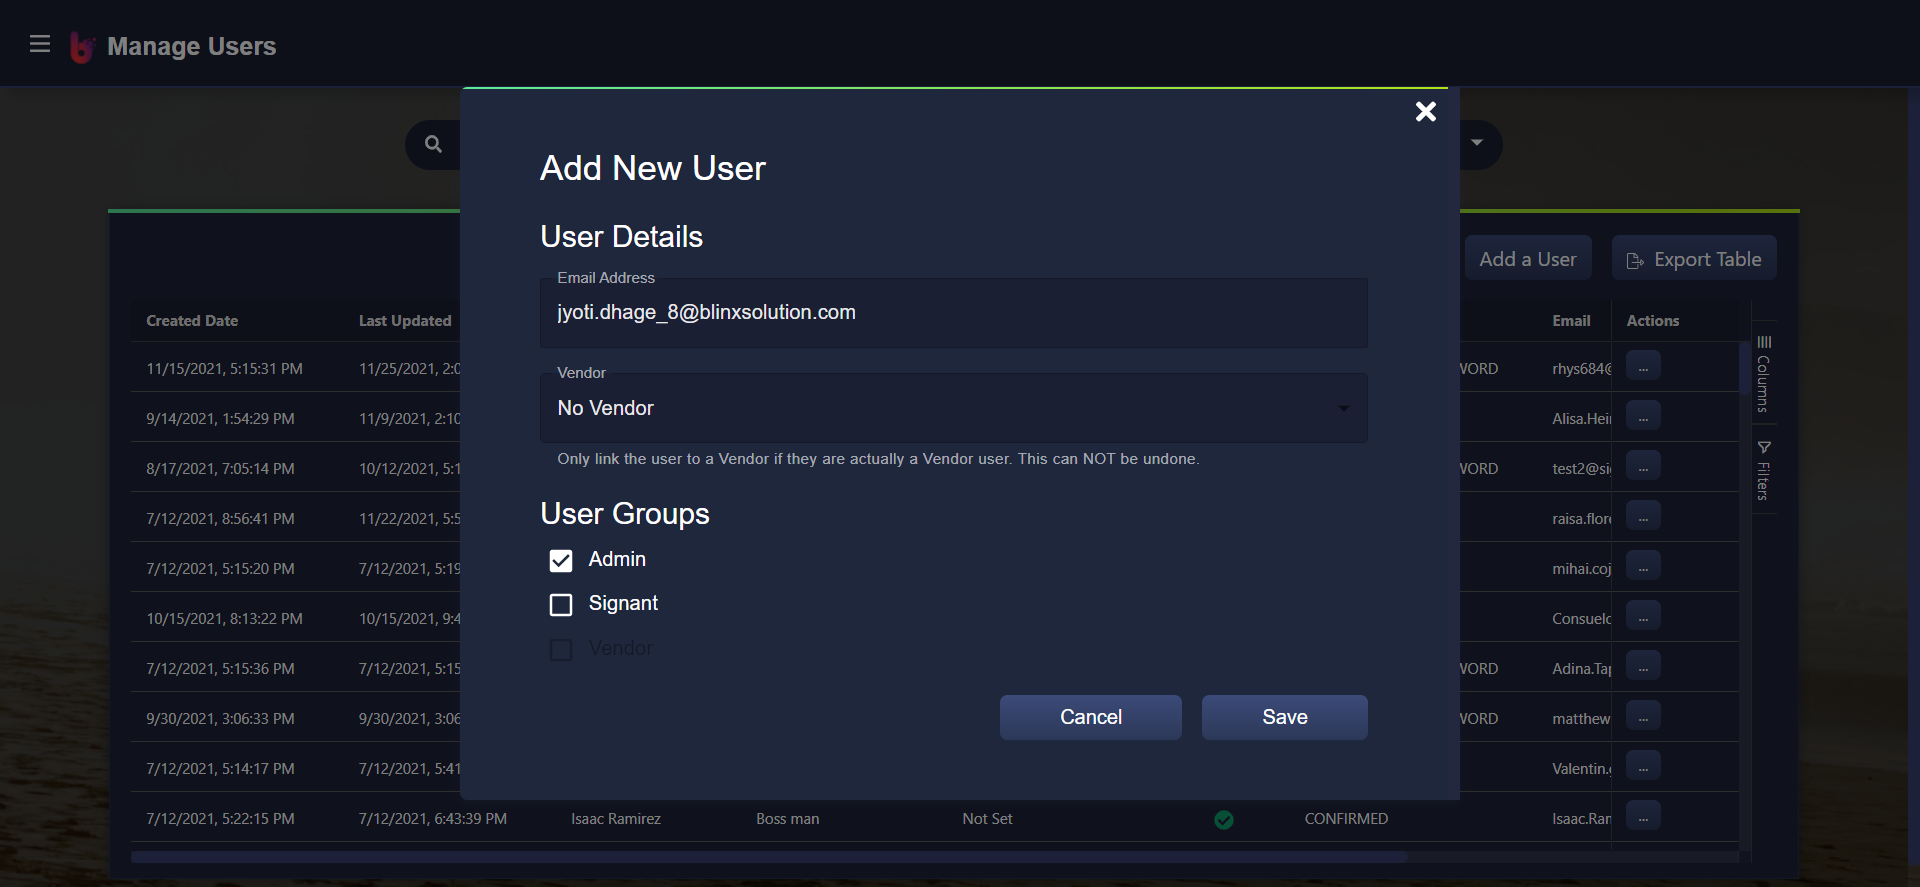 Manage Users
Add New User
User Details
Email Address
jyoti.dhage_8@blinxsolution.com
Vendor
No Vendor
Only link the user to a Vendor if they are actually a Vendor user. This can NOT be undone.
User Groups
Admin
Signant
Vendor
Cancel Save
Add a User Export Table
Created Date Last Updated Email Actions
11/15/2021, 5:15:31 PM 11/25/2021, 2:0 WORD rhys684@ ...
9/14/2021, 1:54:29 PM 11/9/2021, 2:10 Alisa.Hei ...
8/17/2021, 7:05:14 PM 10/12/2021, 5:1 WORD test2@si ...
7/12/2021, 8:56:41 PM 11/22/2021, 5:5 raisa.flor ...
7/12/2021, 5:15:20 PM 7/12/2021, 5:19 mihai.coj ...
10/15/2021, 8:13:22 PM 10/15/2021, 9:4 Consuelo ...
7/12/2021, 5:15:36 PM 7/12/2021, 5:15 WORD Adina.Tap ...
9/30/2021, 3:06:33 PM 9/30/2021, 3:06 WORD matthew ...
7/12/2021, 5:14:17 PM 7/12/2021, 5:41 Valentin. ...
7/12/2021, 5:22:15 PM 7/12/2021, 6:43:39 PM Isaac Ramirez Boss man Not Set CONFIRMED Isaac.Ram ...
Columns
Filters